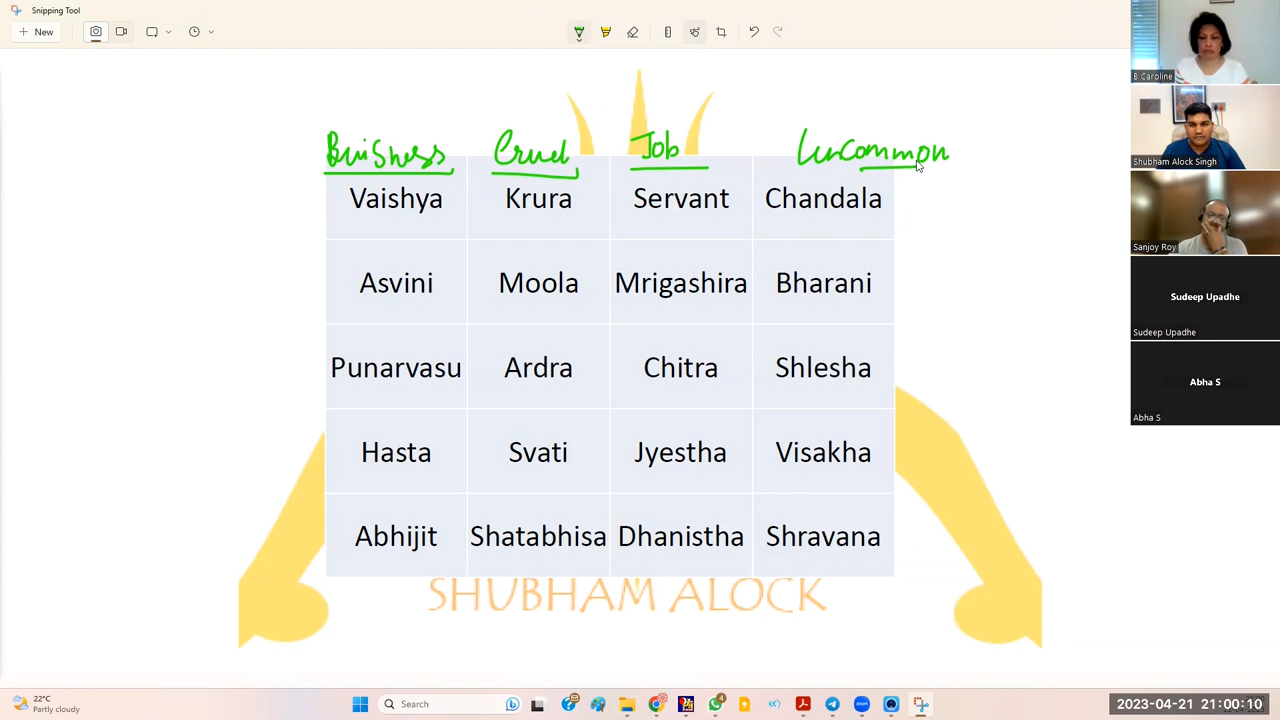 Snipping Tool
New
B Caroline
Buisness Cruel Job Uncommon
Shubham Alock Singh
Vaishya Krura Servant Chandala
Sanjoy Roy
Asvini Moola Mrigashira Bharani
Sudeep Upadhe
Sudeep Upadhe
Punarvasu Ardra Chitra Shlesha
Abha S
Abha S
Hasta Svati Jyestha Visakha
Abhijit Shatabhisa Dhanistha Shravana
SHUBHAM ALOCK
22°C
Partly cloudy
Search
2023-04-21 21:00:10